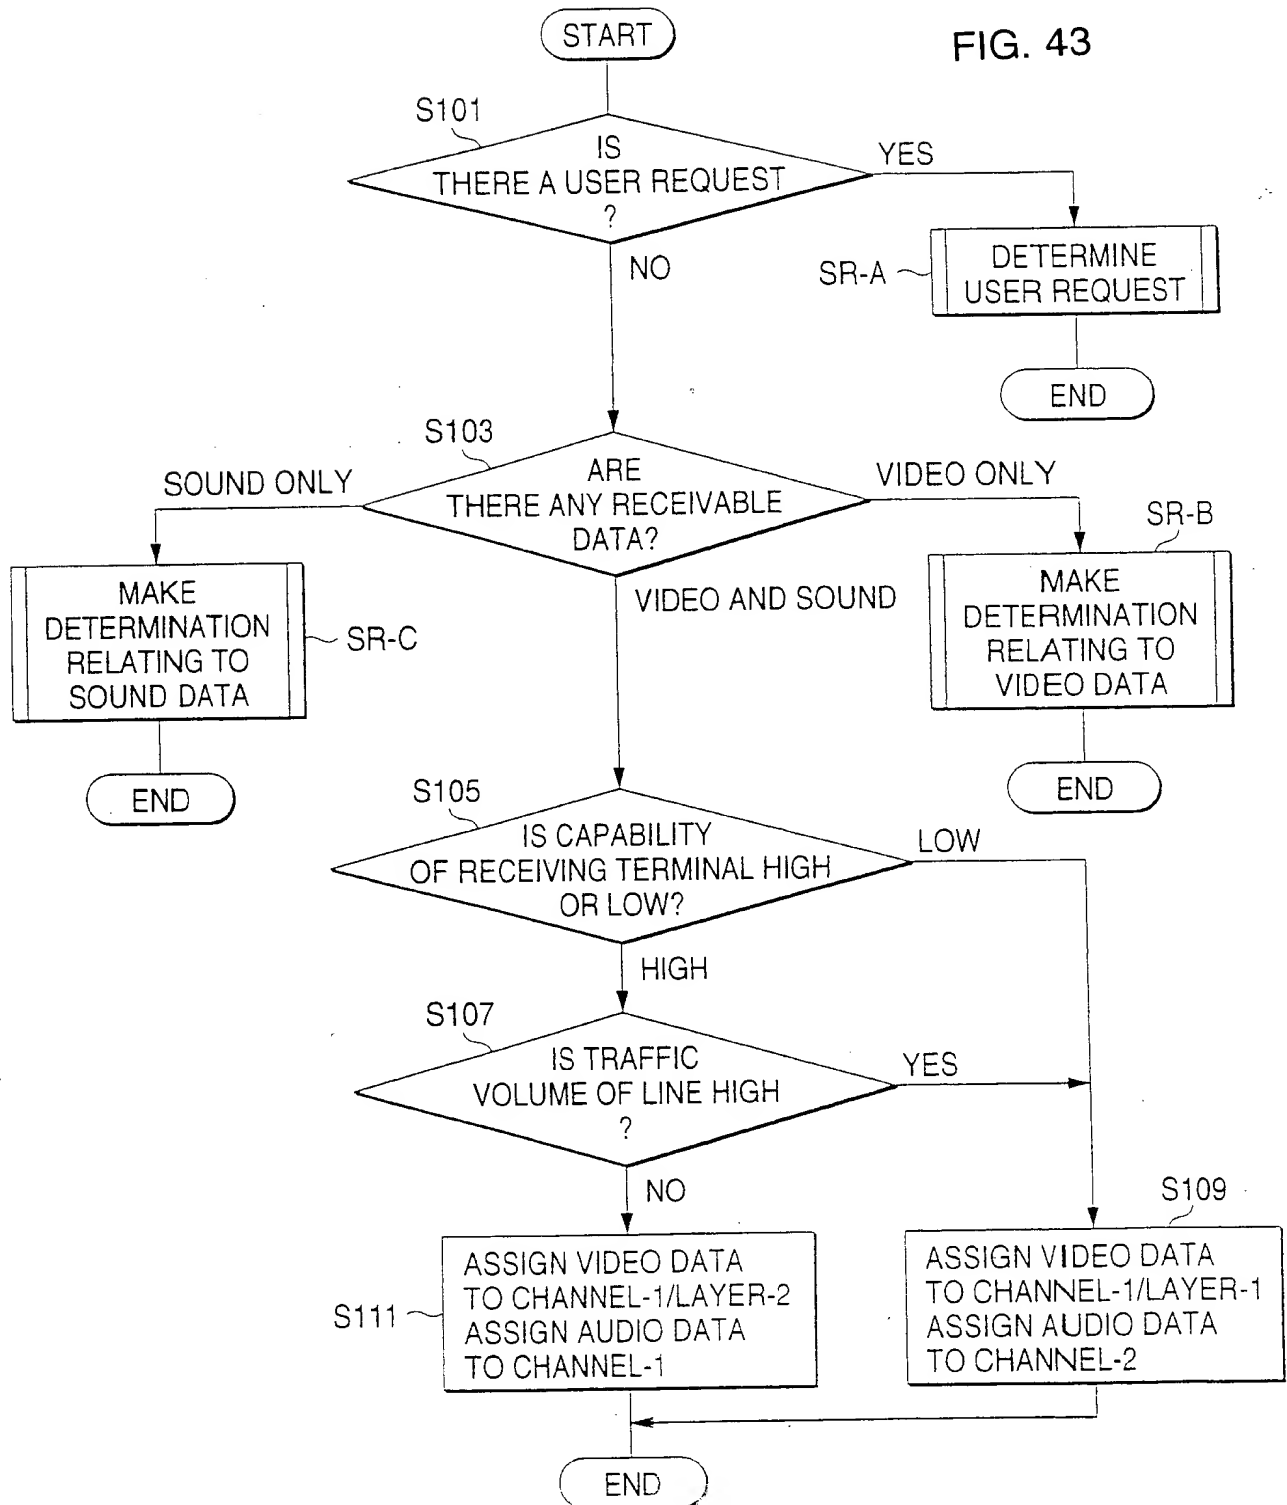 START
FIG. 43
S101
IS
THERE A USER REQUEST
?
YES
NO
SR-A
DETERMINE
USER REQUEST
END
S103
ARE
THERE ANY RECEIVABLE
DATA?
SOUND ONLY
VIDEO ONLY
VIDEO AND SOUND
SR-B
MAKE
DETERMINATION
RELATING TO
SOUND DATA
SR-C
MAKE
DETERMINATION
RELATING TO
VIDEO DATA
END
END
S105
IS CAPABILITY
OF RECEIVING TERMINAL HIGH
OR LOW?
LOW
HIGH
S107
IS TRAFFIC
VOLUME OF LINE HIGH
?
YES
NO
S109
S111
ASSIGN VIDEO DATA
TO CHANNEL-1/LAYER-2
ASSIGN AUDIO DATA
TO CHANNEL-1
ASSIGN VIDEO DATA
TO CHANNEL-1/LAYER-1
ASSIGN AUDIO DATA
TO CHANNEL-2
END